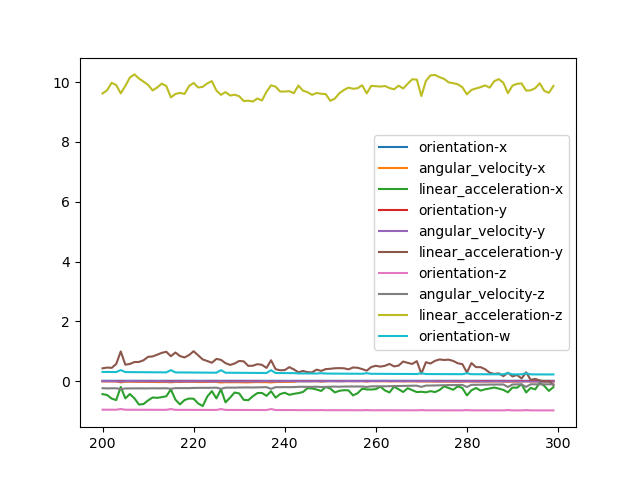 10
8
6
4
2
0
200
220
240
260
280
300
orientation-x
angular_velocity-x
linear_acceleration-x
orientation-y
angular_velocity-y
linear_acceleration-y
orientation-z
angular_velocity-z
linear_acceleration-z
orientation-w